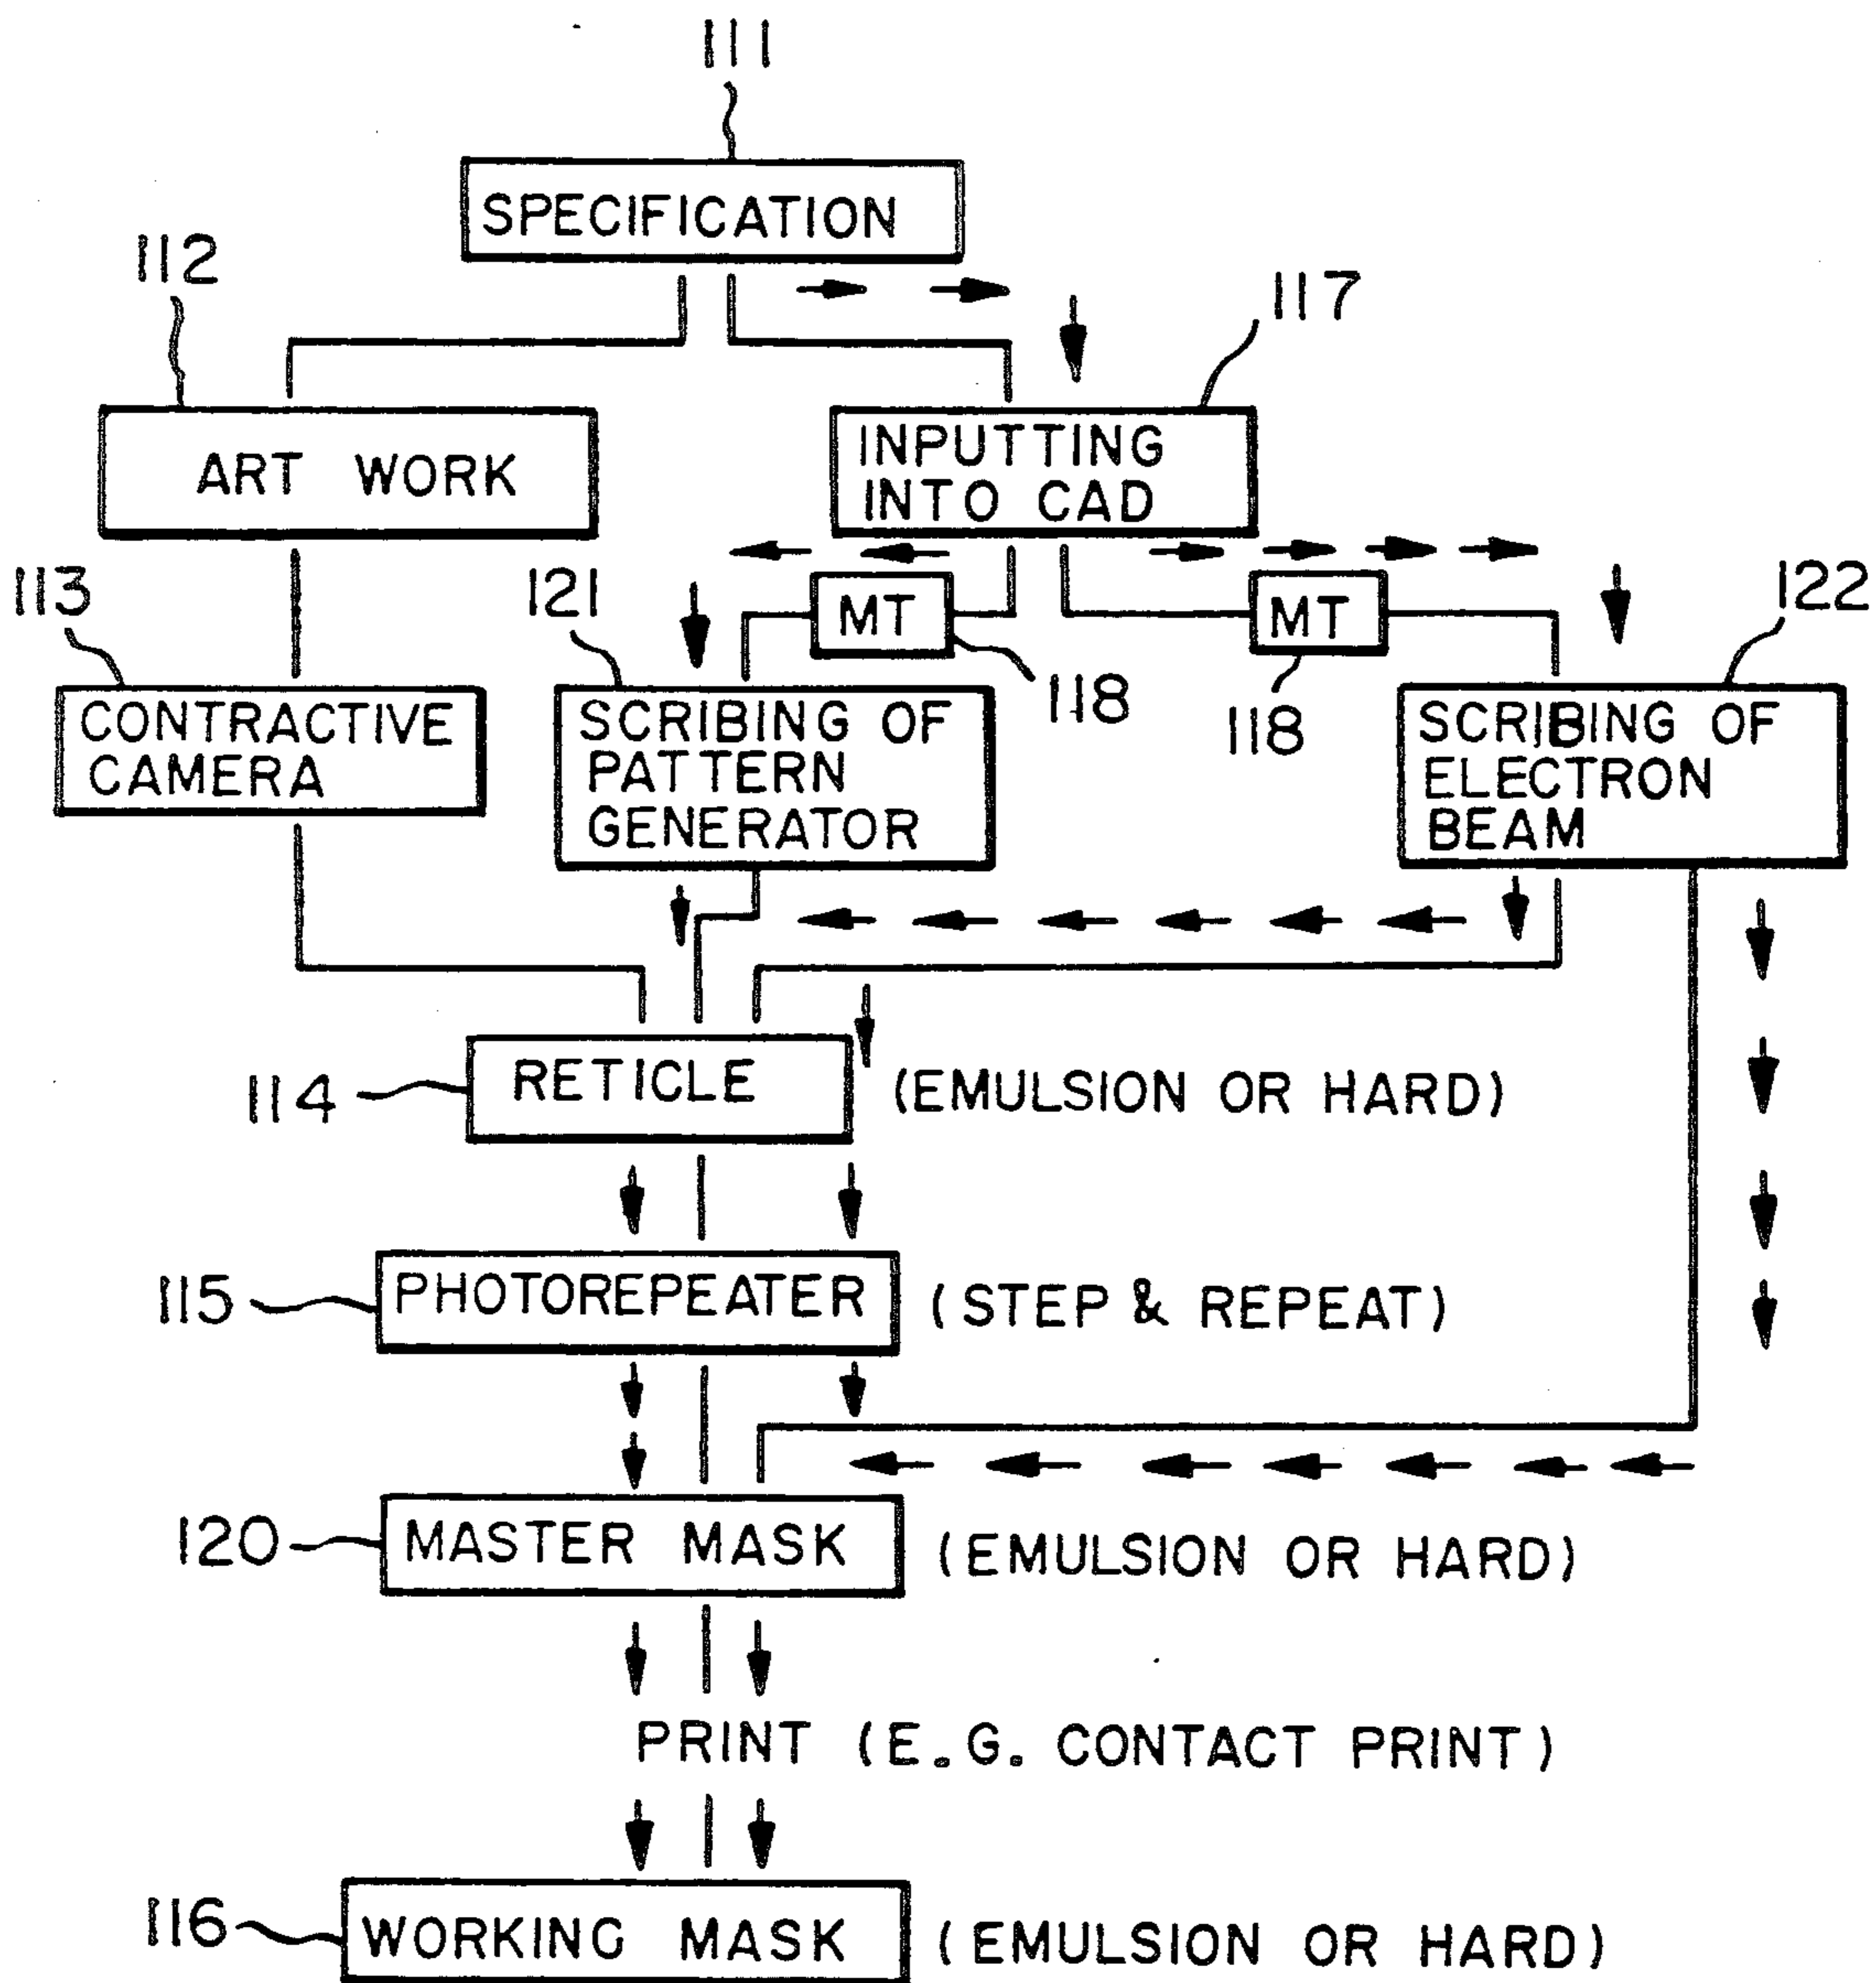 111
SPECIFICATION
112
117
ART WORK
INPUTTING
INTO CAD
113
121
MT
MT
122
118
118
CONTRACTIVE
CAMERA
SCRIBING OF
PATTERN
GENERATOR
SCRIBING OF
ELECTRON
BEAM
114
RETICLE
(EMULSION OR HARD)
115
PHOTOREPEATER
(STEP & REPEAT)
120
MASTER MASK
(EMULSION OR HARD)
PRINT (E.G. CONTACT PRINT)
116
WORKING MASK
(EMULSION OR HARD)